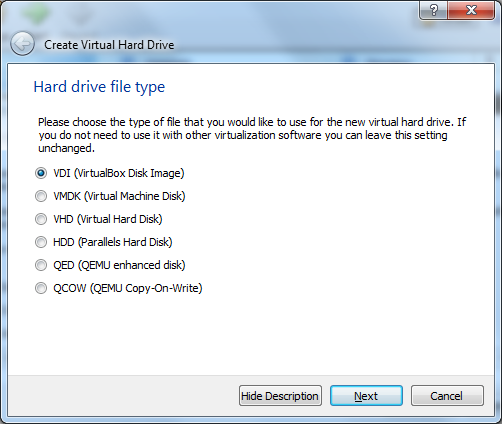 ?
Create Virtual Hard Drive
Hard drive file type
Please choose the type of file that you would like to use for the new virtual hard drive. If
you do not need to use it with other virtualization software you can leave this setting
unchanged.
VDI (VirtualBox Disk Image)
VMDK (Virtual Machine Disk)
VHD (Virtual Hard Disk)
HDD (Parallels Hard Disk)
QED (QEMU enhanced disk)
QCOW (QEMU Copy-On-Write)
Hide Description Next Cancel